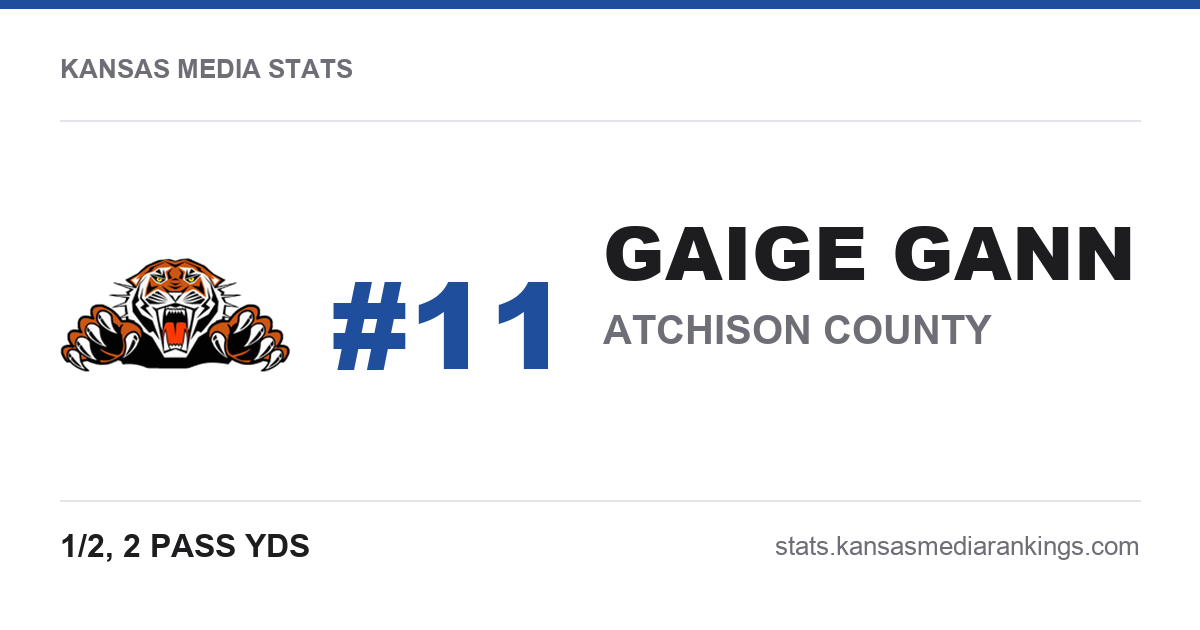 KANSAS MEDIA STATS
#11
GAIGE GANN
ATCHISON COUNTY
1/2, 2 PASS YDS
stats.kansasmediarankings.com